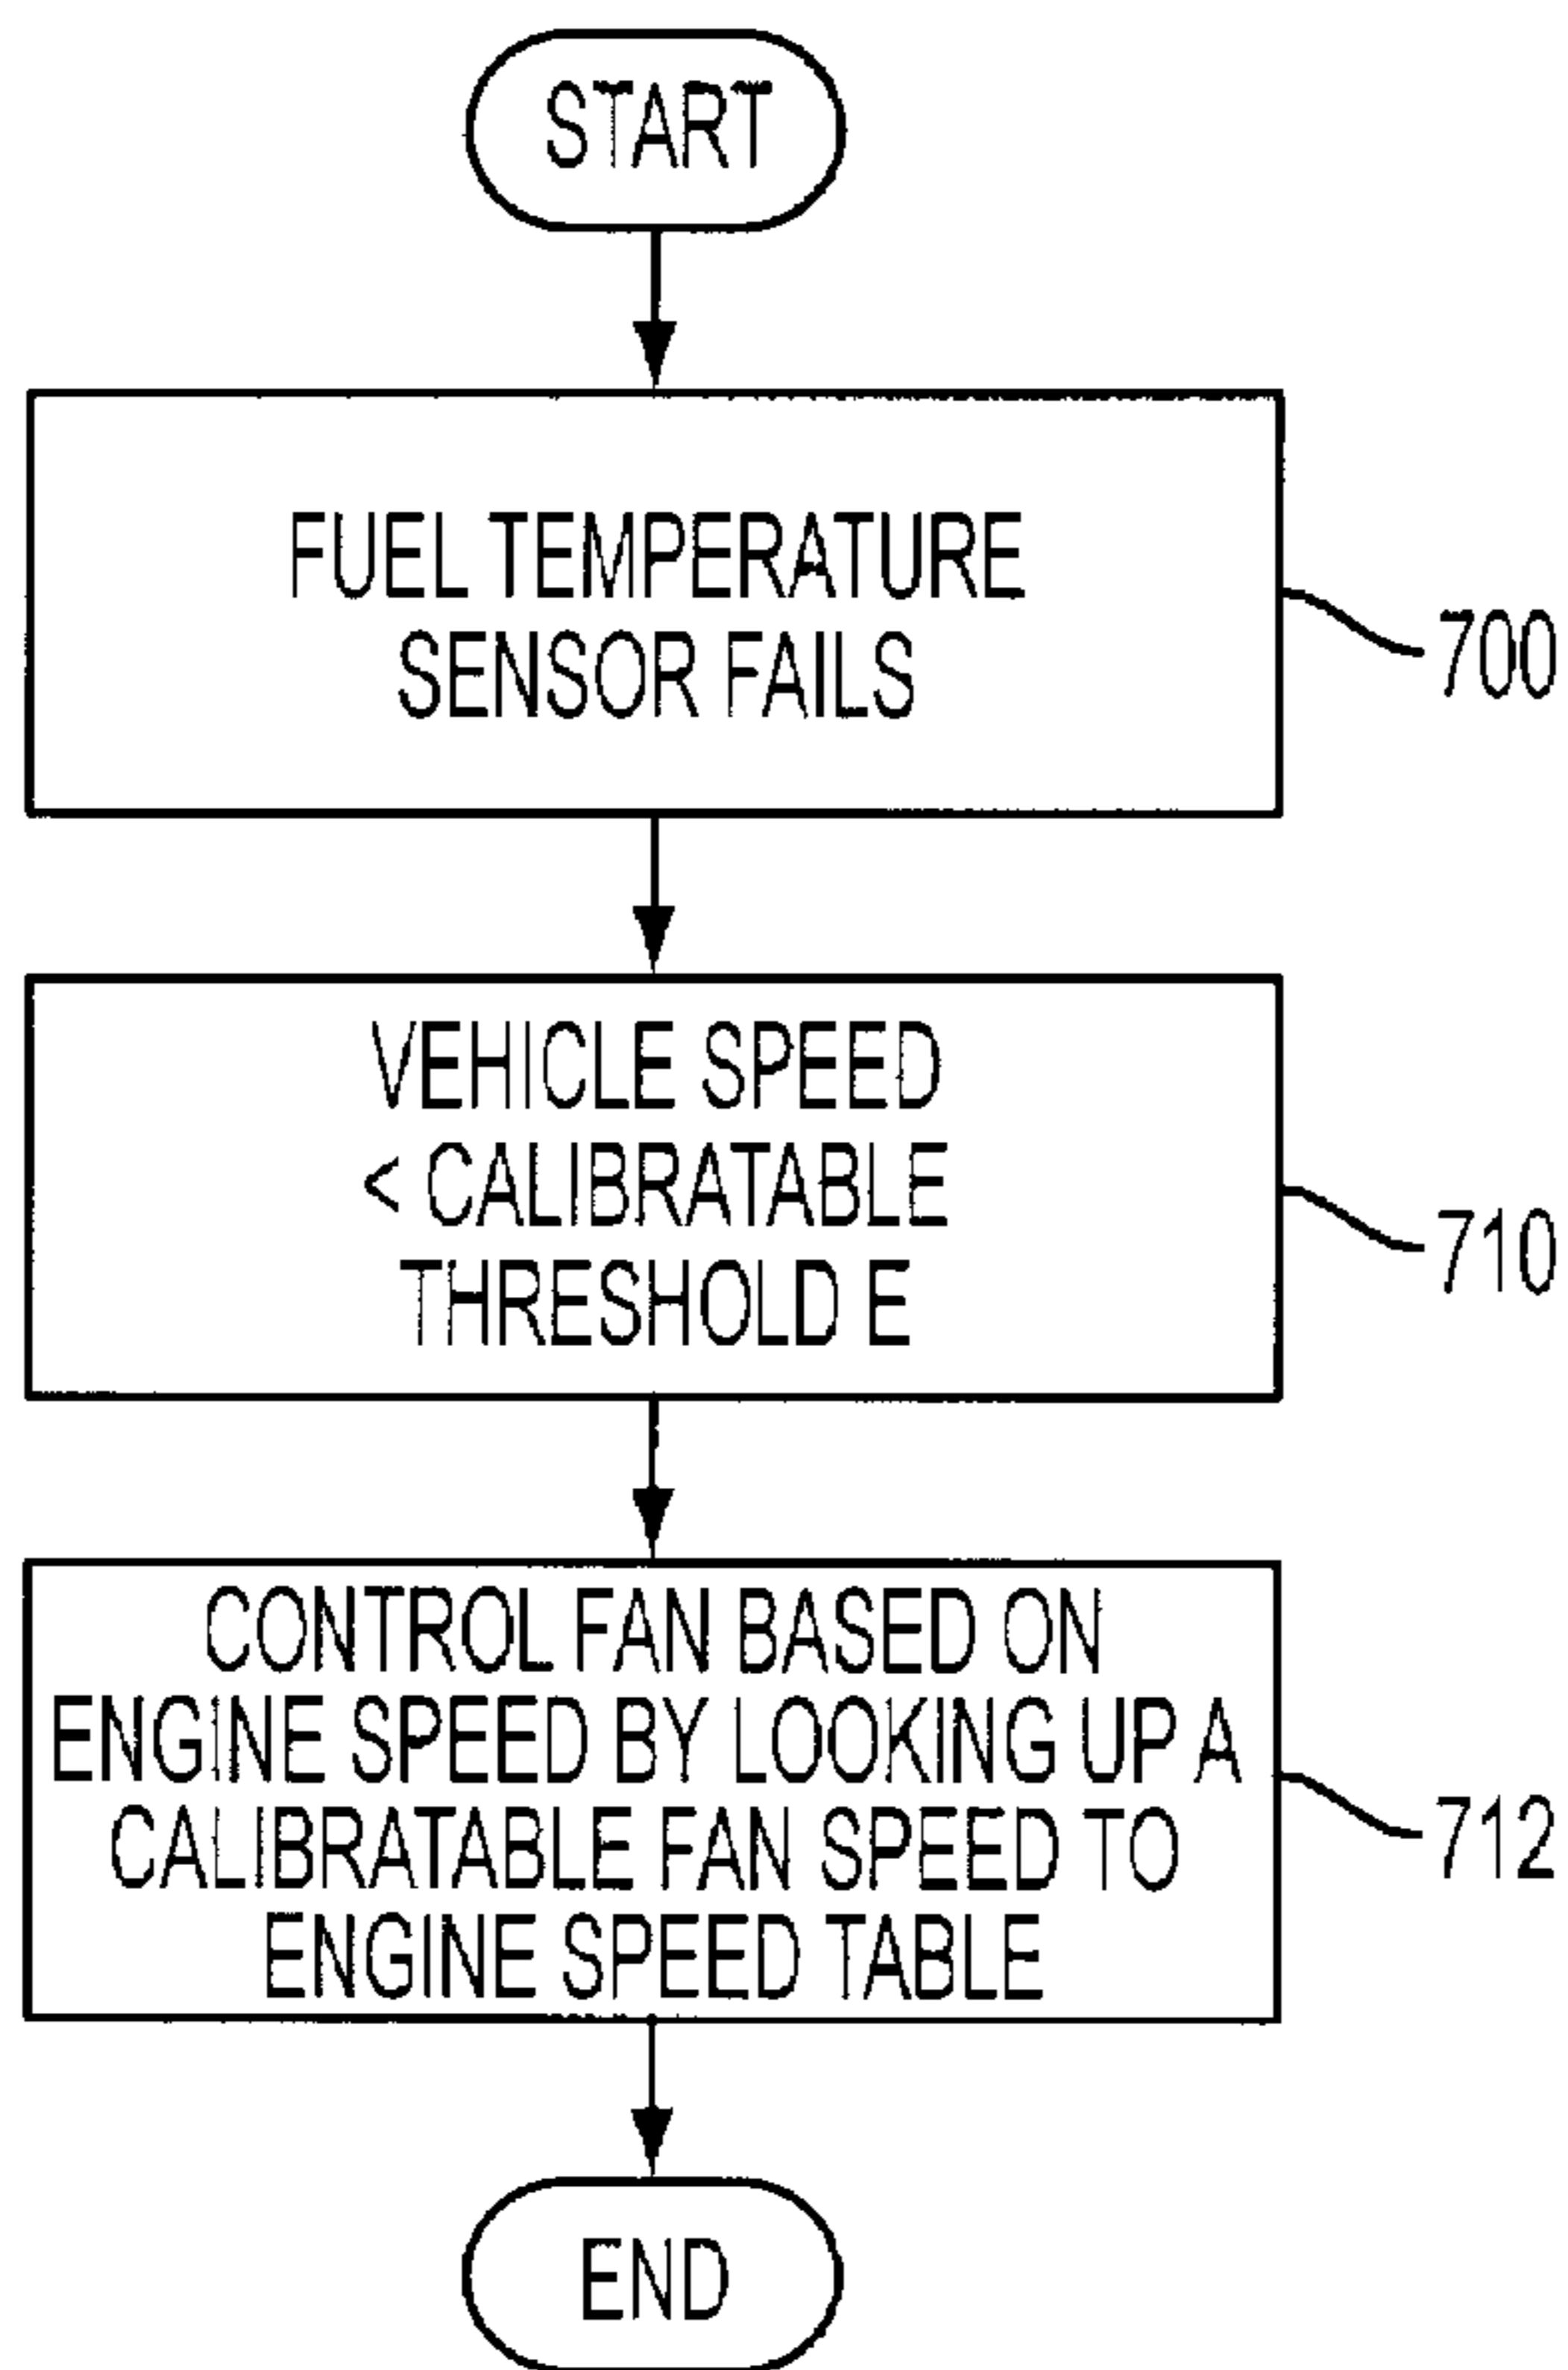 START
FUEL TEMPERATURE
SENSOR FAILS
700
VEHICLE SPEED
< CALIBRATABLE
THRESHOLD E
710
CONTROL FAN BASED ON
ENGINE SPEED BY LOOKING UP A
CALIBRATABLE FAN SPEED TO
ENGINE SPEED TABLE
712
END